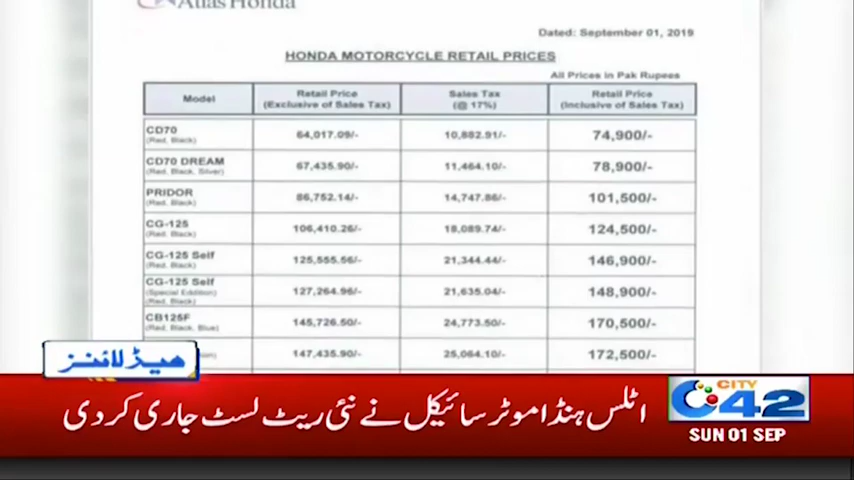 Atlas Honda
Dated: September 01, 2019
HONDA MOTORCYCLE RETAIL PRICES
All Prices in Pak Rupees
Model Retail Price (Exclusive of Sales Tax) Sales Tax (@ 17%) Retail Price (Inclusive of Sales Tax)
CD70 64,017.09/- 10,882.91/- 74,900/-
(Red, Black)
CD70 DREAM 67,435.90/- 11,464.10/- 78,900/-
(Red, Black, Silver)
PRIDOR 86,752.14/- 14,747.86/- 101,500/-
(Red, Black)
CG-125 106,410.26/- 18,089.74/- 124,500/-
(Red, Black)
CG-125 Self 125,555.56/- 21,344.44/- 146,900/-
(Red, Black)
CG-125 Self 127,264.96/- 21,635.04/- 148,900/-
(Special Edition)
(Red, Black)
CB125F 145,726.50/- 24,773.50/- 170,500/-
(Red, Black, Blue)
147,435.90/- 25,064.10/- 172,500/-
ھیڈلائنز
اٹلس ہنڈا موٹر سائیکل نے نئی ریٹ لسٹ جاری کر دی
CITY
42
SUN 01 SEP